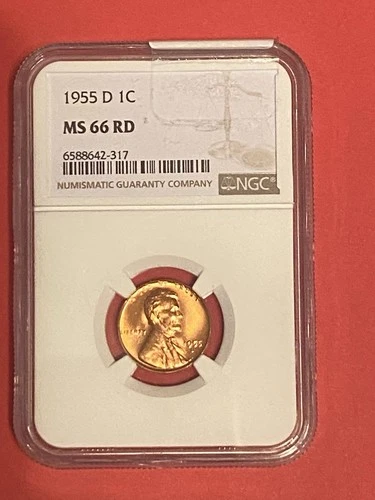 1955 D 1C
MS 66 RD
6588642-317
NUMISMATIC GUARANTY COMPANY
NGC®
LIBERTY
1955